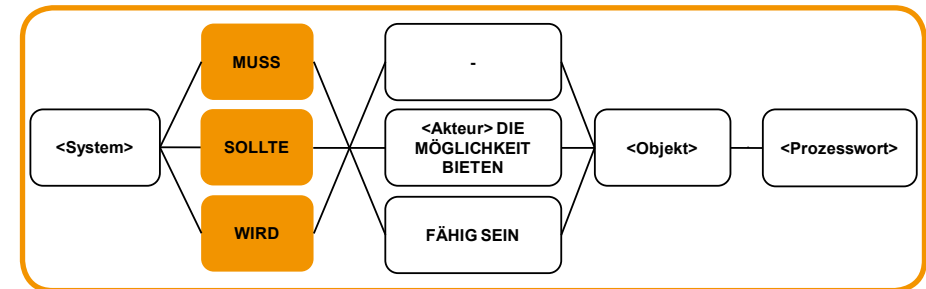 <System>
MUSS
SOLLTE
WIRD
-
<Akteur> DIE
MÖGLICHKEIT
BIETEN
FÄHIG SEIN
<Objekt>
<Prozesswort>